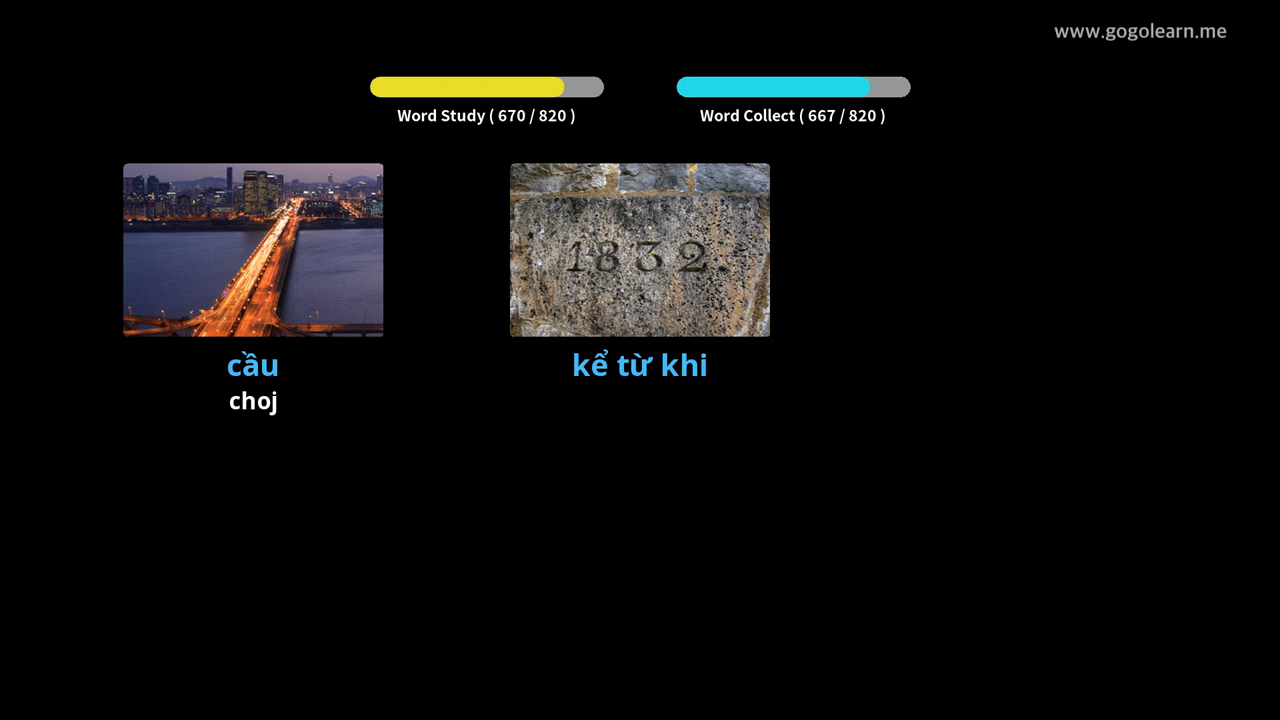 www.gogolearn.me
Word Study ( 670 / 820 )
Word Collect ( 667 / 820 )
1832.
cầu
kể từ khi
choj